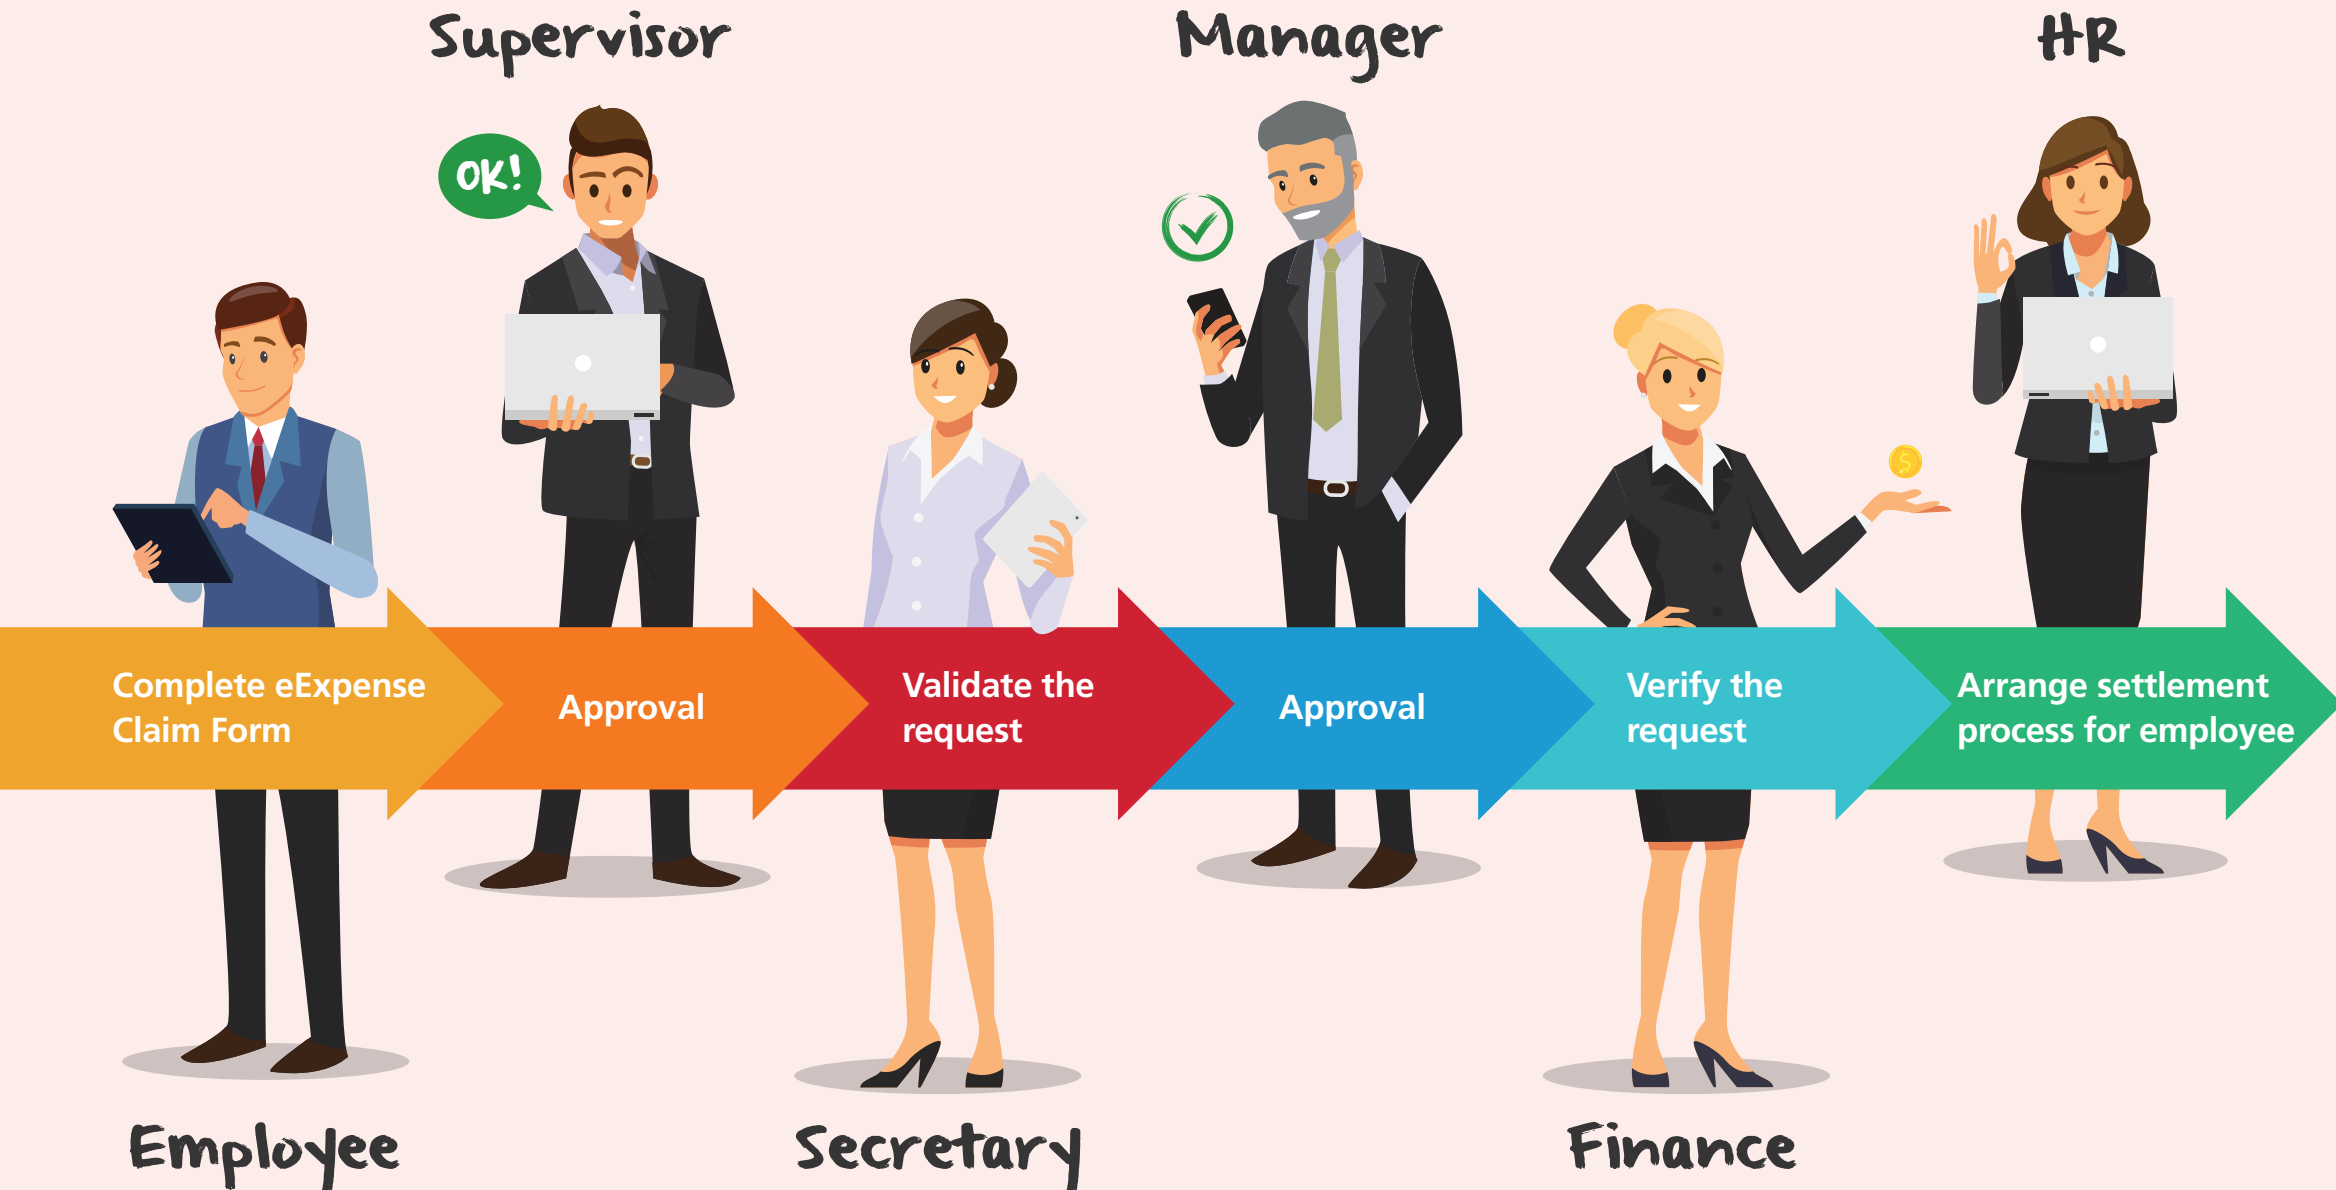 Supervisor
Manager
HR
OK!
Complete eExpense
Claim Form
Approval
Validate the
request
Approval
Verify the
request
Arrange settlement
process for employee
Employee
Secretary
Finance